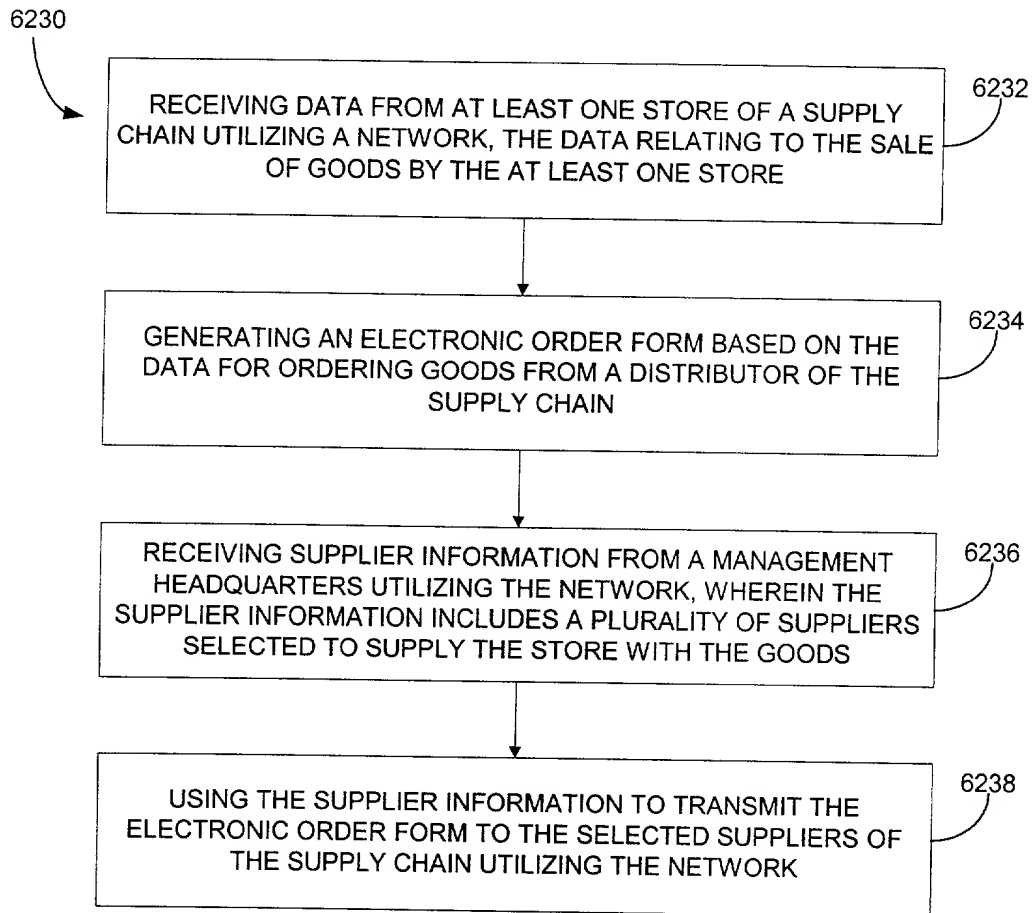 6230
RECEIVING DATA FROM AT LEAST ONE STORE OF A SUPPLY
CHAIN UTILIZING A NETWORK, THE DATA RELATING TO THE SALE
OF GOODS BY THE AT LEAST ONE STORE
6232
GENERATING AN ELECTRONIC ORDER FORM BASED ON THE
DATA FOR ORDERING GOODS FROM A DISTRIBUTOR OF THE
SUPPLY CHAIN
6234
RECEIVING SUPPLIER INFORMATION FROM A MANAGEMENT
HEADQUARTERS UTILIZING THE NETWORK, WHEREIN THE
SUPPLIER INFORMATION INCLUDES A PLURALITY OF SUPPLIERS
SELECTED TO SUPPLY THE STORE WITH THE GOODS
6236
USING THE SUPPLIER INFORMATION TO TRANSMIT THE
ELECTRONIC ORDER FORM TO THE SELECTED SUPPLIERS OF
THE SUPPLY CHAIN UTILIZING THE NETWORK
6238